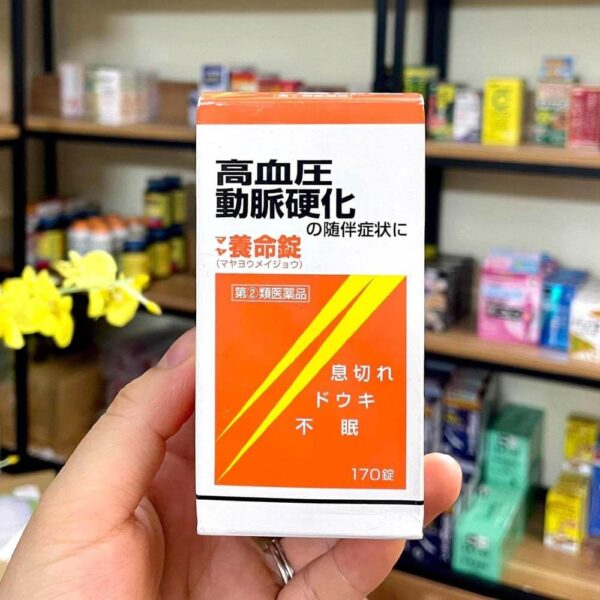 高血圧
動脈硬化
の随伴症状に
マヤ養命錠
(マヤヨウメイジョウ)
第②類医薬品
息切れ
ドウキ
不眠
170錠